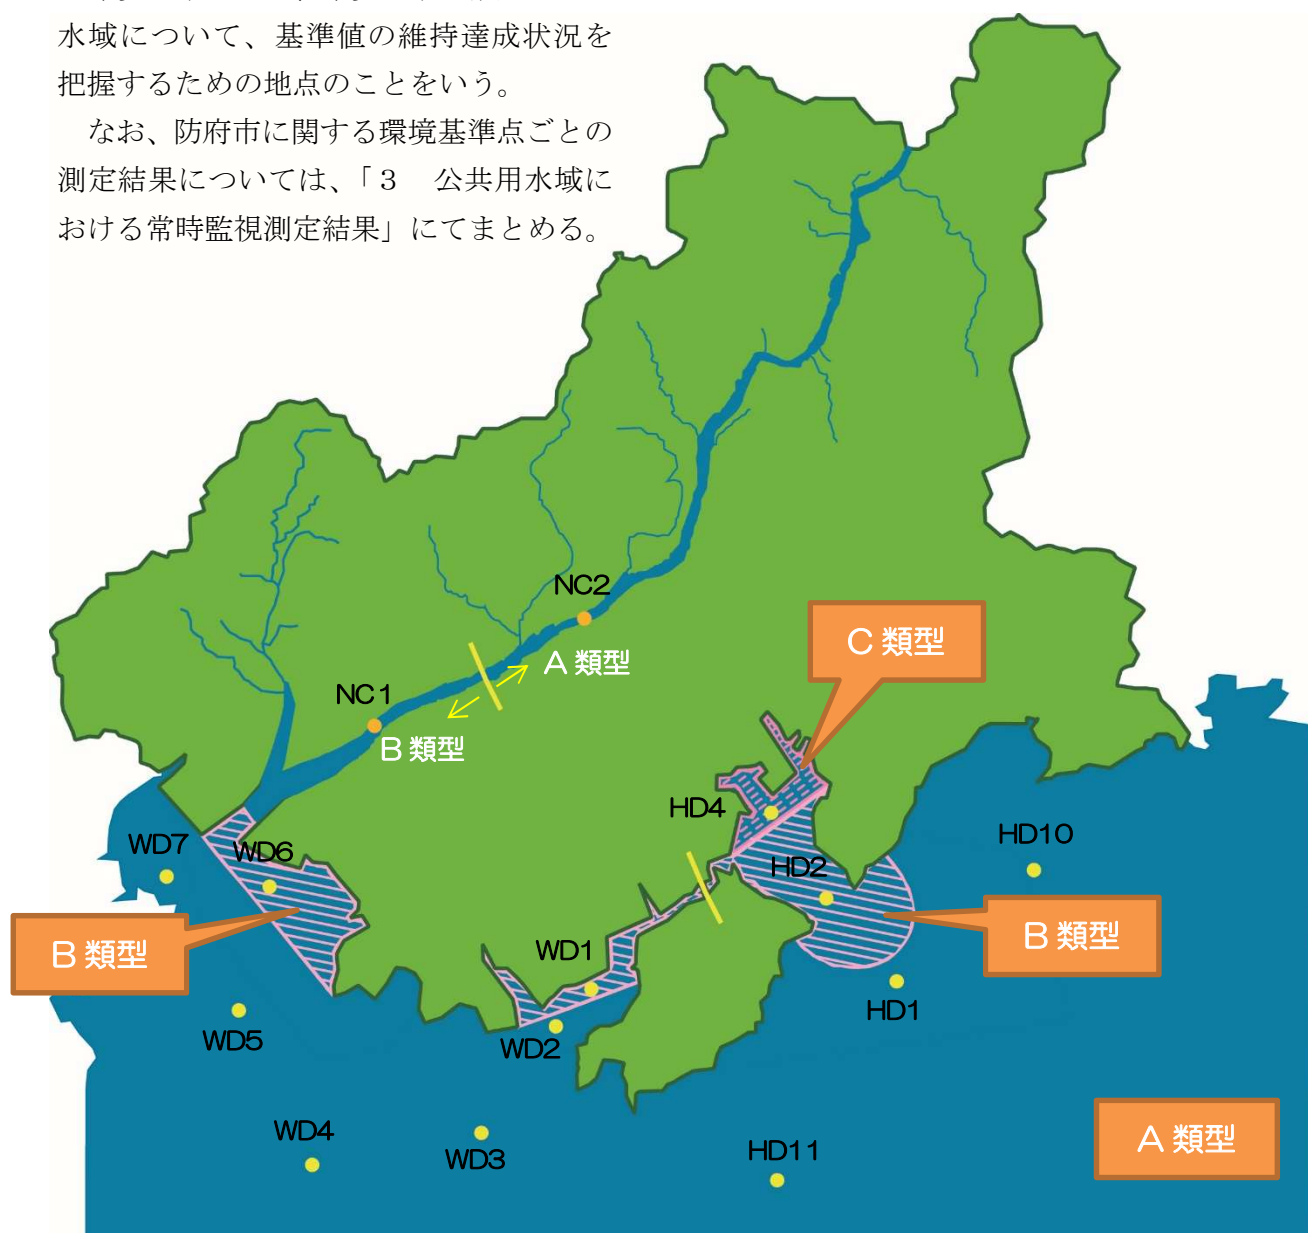 水域について、基準値の維持達成状況を
把握するための地点のことをいう。
なお、防府市に関する環境基準点ごとの
測定結果については、「３　公共用水域に
おける常時監視測定結果」にてまとめる。
NC2
C 類型
A 類型
NC1
B 類型
HD4
HD10
WD7
WD6
HD2
B 類型
B 類型
WD1
HD1
WD5
WD2
WD4
WD3
HD11
A 類型